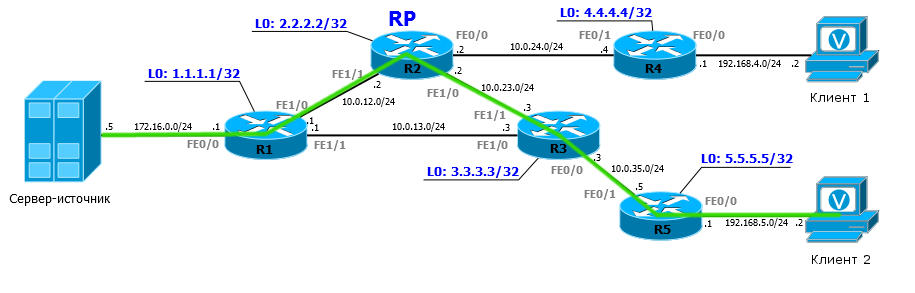 RP
L0: 4.4.4.4/32
L0: 2.2.2.2/32
FE0/0
FE0/1
FE0/0
.2
10.0.24.0/24
.4
.1
192.168.4.0/24
.2
V
R2
R4
Клиент 1
L0: 1.1.1.1/32
FE1/1
.2
.2
10.0.23.0/24
FE1/0
10.0.12.0/24
FE1/0
.3
FE1/1
.5
172.16.0.0/24
.1
.1
.1
10.0.13.0/24
.3
FE0/0
R1
FE1/1
FE1/0
R3
.3
L0: 5.5.5.5/32
L0: 3.3.3.3/32
FE0/0
10.0.35.0/24
.5
FE0/1
FE0/0
V
Сервер-источник
R5
.1
192.168.5.0/24
.2
Клиент 2